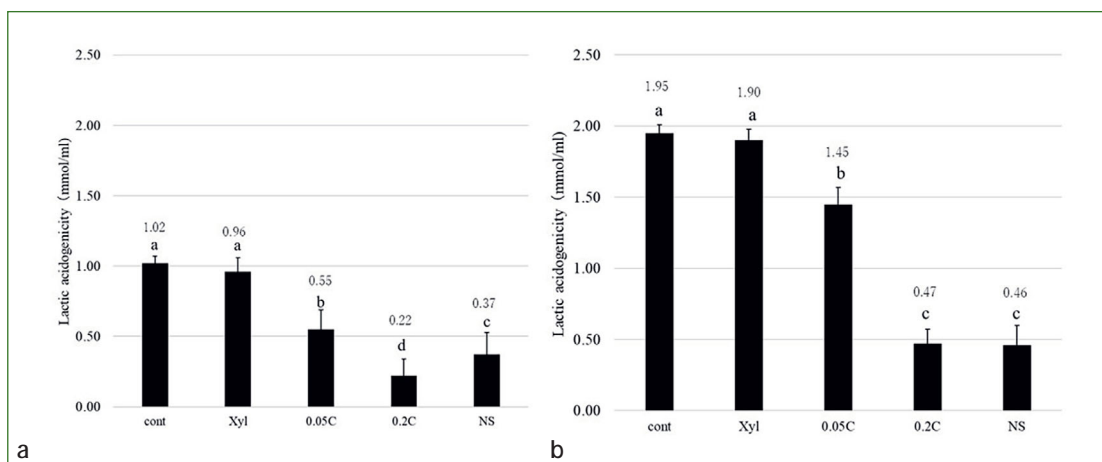 2.50
2.00
1.50
1.00
0.50
0.00
Lactic acidogenicity (mmol/ml)
1.02
a
0.96
a
0.55
b
0.22
d
0.37
c
cont Xyl 0.05C 0.2C NS
a
2.50
2.00
1.50
1.00
0.50
0.00
Lactic acidogenicity (mmol/ml)
1.95
a
1.90
a
1.45
b
0.47
c
0.46
c
cont Xyl 0.05C 0.2C NS
b